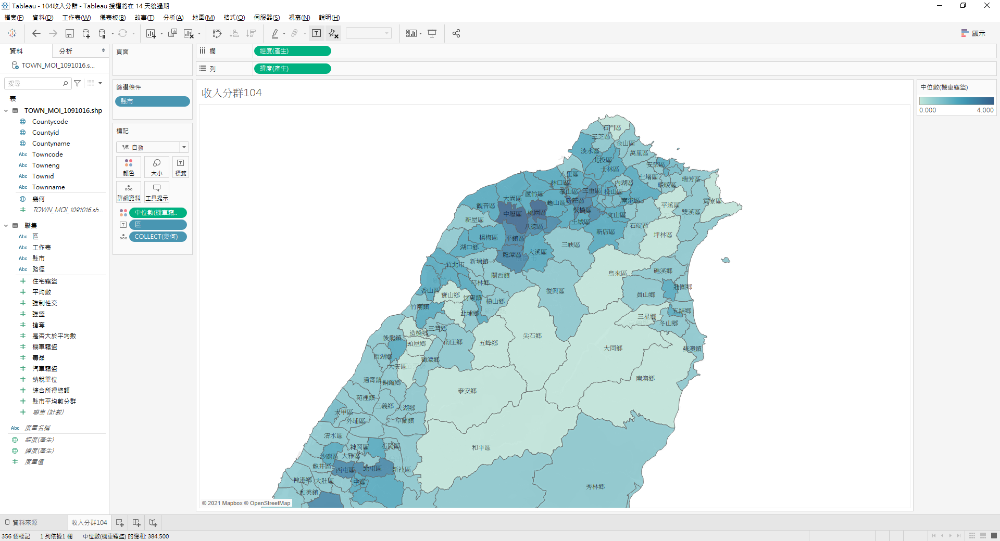 Tableau - 104收入分群 - Tableau 授權將在 14 天後過期
檔案(F) 資料(D) 工作表(W) 儀表板(B) 故事(T) 分析(A) 地圖(M) 格式(O) 伺服器(S) 視窗(N) 說明(H)
顯示
資料 分析
TOWN_MOI_1091016.s...
搜尋
表
TOWN_MOI_1091016.shp
Countycode
Countyid
Countyname
Abc Towncode
Abc Towneng
Abc Townid
Abc Townname
幾何
TOWN_MOI_1091016.sh...
聯集
Abc 區
Abc 工作表
Abc 縣市
Abc 路徑
住宅竊盜
平均數
強制性交
強盜
搶奪
是否大於平均數
機車竊盜
毒品
汽車竊盜
納稅單位
綜合所得總額
縣市平均數分群
聯集 (計數)
Abc 度量名稱
經度(產生)
緯度(產生)
度量值
頁面
篩選條件
縣市
標記
自動
顏色 大小 標籤
詳細資料 工具提示
中位數(機車竊..
區
COLLECT(幾何)
欄 經度(產生)
列 緯度(產生)
收入分群104
石門區
三芝區
金山區
淡水區
萬里區
北投區
安樂區
士林區
八里區
七堵區
瑞芳區
林口區
內湖區
暖暖區
泰山區
三重區
松山區
蘆竹區
大園區
龜山區
新莊區
南港區
貢寮區
觀音區
平溪區
板橋區
雙溪區
中壢區
桃園區
文山區
新屋區
土城區
八德區
石碇區
新店區
坪林區
楊梅區
平鎮區
三峽區
湖口鄉
大溪區
龍潭區
新埔鎮
竹北市
關西鎮
烏來區
礁溪鄉
芎林鄉
壯圍鄉
香山區
復興區
寶山鄉
竹東鎮
員山鄉
橫山鄉
竹南鎮
五結鄉
北埔鄉
三星鄉
冬山鄉
三灣鄉
造橋鄉
尖石鄉
後龍鎮
南庄鄉
五峰鄉
頭屋鄉
大同鄉
蘇澳鎮
西湖鄉
獅潭鄉
大安區
南澳鄉
通霄鎮
銅鑼鄉
泰安鄉
苑裡鎮
三義鄉
大湖鄉
大甲區
外埔區
卓蘭鎮
清水區
神岡區
石岡區
和平區
沙鹿區
大雅區
龍井區
西屯區
北屯區
新社區
伸港鄉
大肚區
中區
秀林鄉
和美鎮
© 2021 Mapbox © OpenStreetMap
中位數(機車竊盜)
0.000 4.000
資料來源 收入分群104
356 個標記 1 列依據1 欄 中位數(機車竊盜) 的總和: 384.500